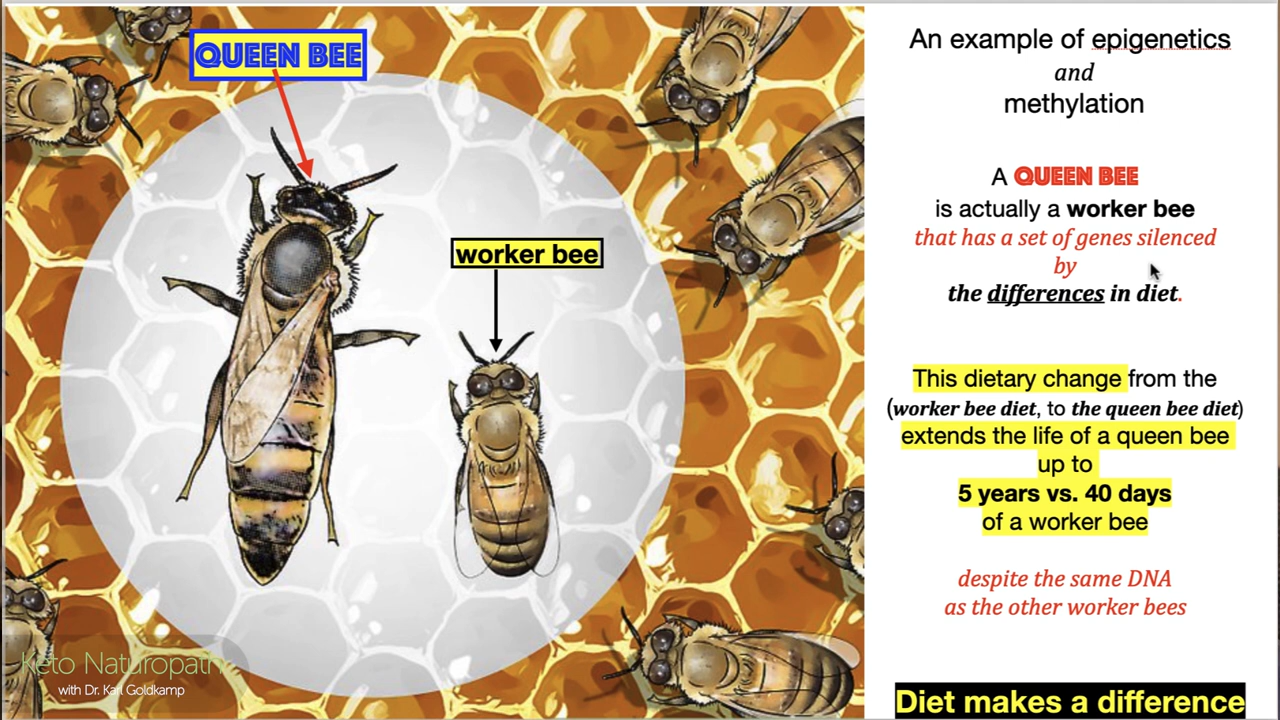 QUEEN BEE
worker bee
Keto Naturopath
with Dr. Karl Goldkamp
An example of epigenetics
and
methylation
A QUEEN BEE
is actually a worker bee
that has a set of genes silenced
by
the differences in diet.
This dietary change from the
(worker bee diet, to the queen bee diet)
extends the life of a queen bee
up to
5 years vs. 40 days
of a worker bee
despite the same DNA
as the other worker bees
Diet makes a difference